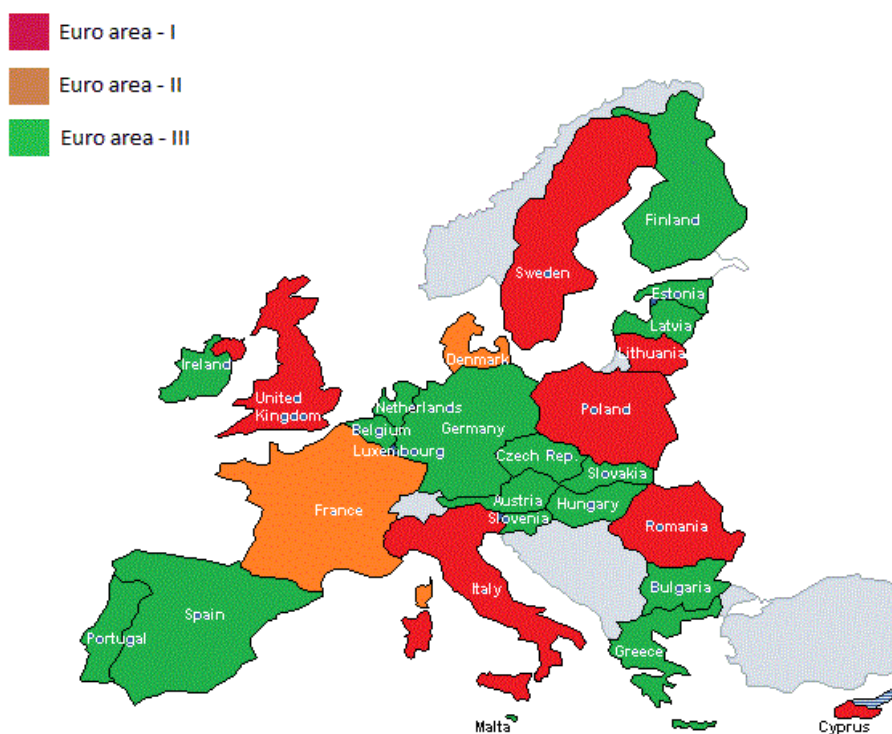 Euro area - I
Euro area - II
Euro area - III
Finland
Sweden
Estonia
Latvia
Lithuania
Ireland
Denmark
United
Kingdom
Netherlands
Poland
Belgium
Germany
Luxembourg
Czech Rep.
Slovakia
Austria
Hungary
France
Slovenia
Romania
Italy
Bulgaria
Spain
Portugal
Greece
Malta
Cyprus